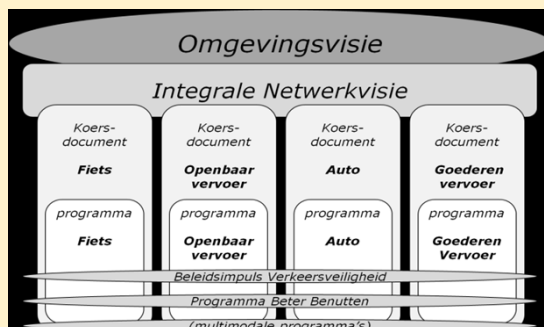 Omgevingsvisie
Integrale Netwerkvisie
Koers-
document
Fiets
Koers-
document
Openbaar
vervoer
Koers-
document
Auto
Koers-
document
Goederen
vervoer
programma
Fiets
programma
Openbaar
vervoer
programma
Auto
programma
Goederen
Vervoer
Beleidsimpuls Verkeersveiligheid
Programma Beter Benutten
(multimodale programma's)